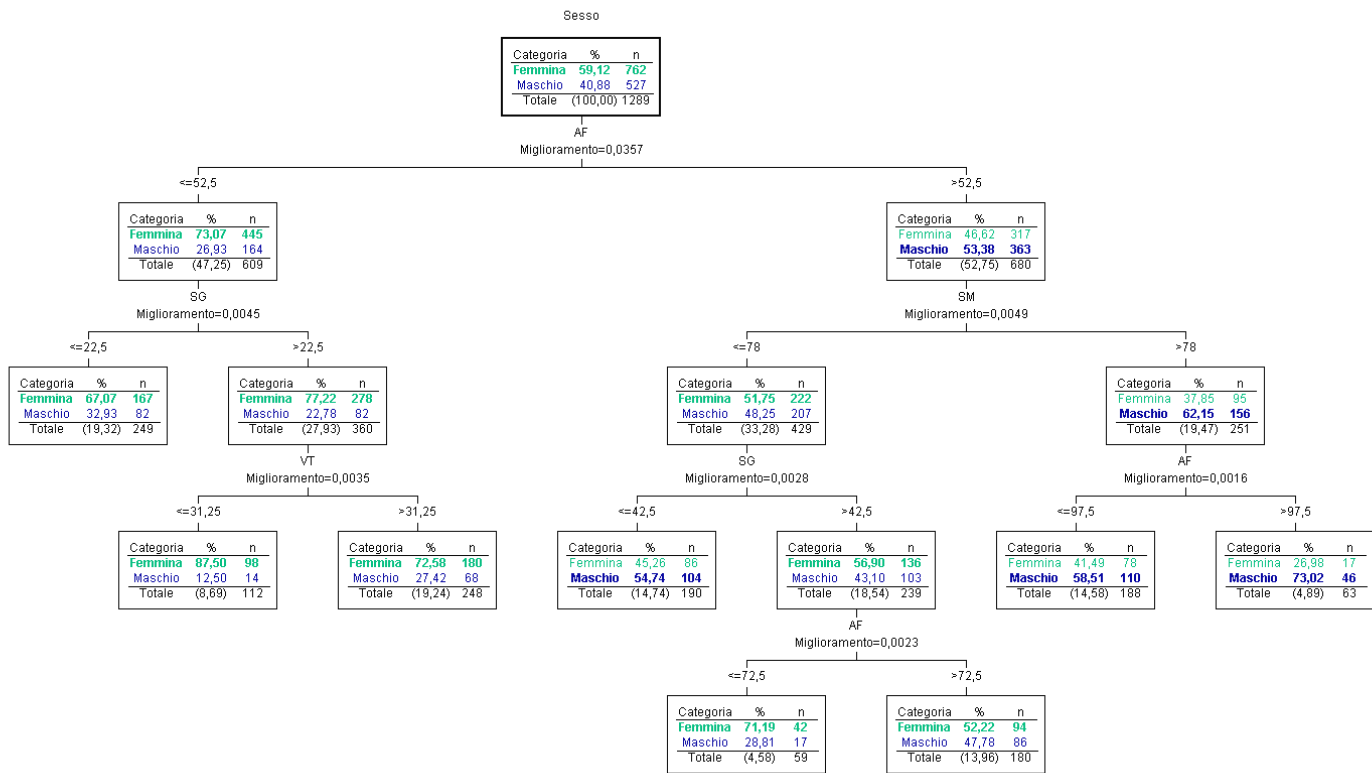 Sesso
Categoria % n
Femmina 59,12 762
Maschio 40,88 527
Totale (100,00) 1289
AF
Miglioramento=0,0357
<=52,5
>52,5
Categoria % n
Femmina 73,07 445
Maschio 26,93 164
Totale (47,25) 609
Categoria % n
Femmina 46,62 317
Maschio 53,38 363
Totale (52,75) 680
SG
Miglioramento=0,0045
SM
Miglioramento=0,0049
<=22,5
>22,5
<=78
>78
Categoria % n
Femmina 67,07 167
Maschio 32,93 82
Totale (19,32) 249
Categoria % n
Femmina 77,22 278
Maschio 22,78 82
Totale (27,93) 360
Categoria % n
Femmina 51,75 222
Maschio 48,25 207
Totale (33,28) 429
Categoria % n
Femmina 37,85 95
Maschio 62,15 156
Totale (19,47) 251
VT
Miglioramento=0,0035
SG
Miglioramento=0,0028
AF
Miglioramento=0,0016
<=31,25
>31,25
<=42,5
>42,5
<=97,5
>97,5
Categoria % n
Femmina 87,50 98
Maschio 12,50 14
Totale (8,69) 112
Categoria % n
Femmina 72,58 180
Maschio 27,42 68
Totale (19,24) 248
Categoria % n
Femmina 45,26 86
Maschio 54,74 104
Totale (14,74) 190
Categoria % n
Femmina 56,90 136
Maschio 43,10 103
Totale (18,54) 239
Categoria % n
Femmina 41,49 78
Maschio 58,51 110
Totale (14,58) 188
Categoria % n
Femmina 26,98 17
Maschio 73,02 46
Totale (4,89) 63
AF
Miglioramento=0,0023
<=72,5
>72,5
Categoria % n
Femmina 71,19 42
Maschio 28,81 17
Totale (4,58) 59
Categoria % n
Femmina 52,22 94
Maschio 47,78 86
Totale (13,96) 180